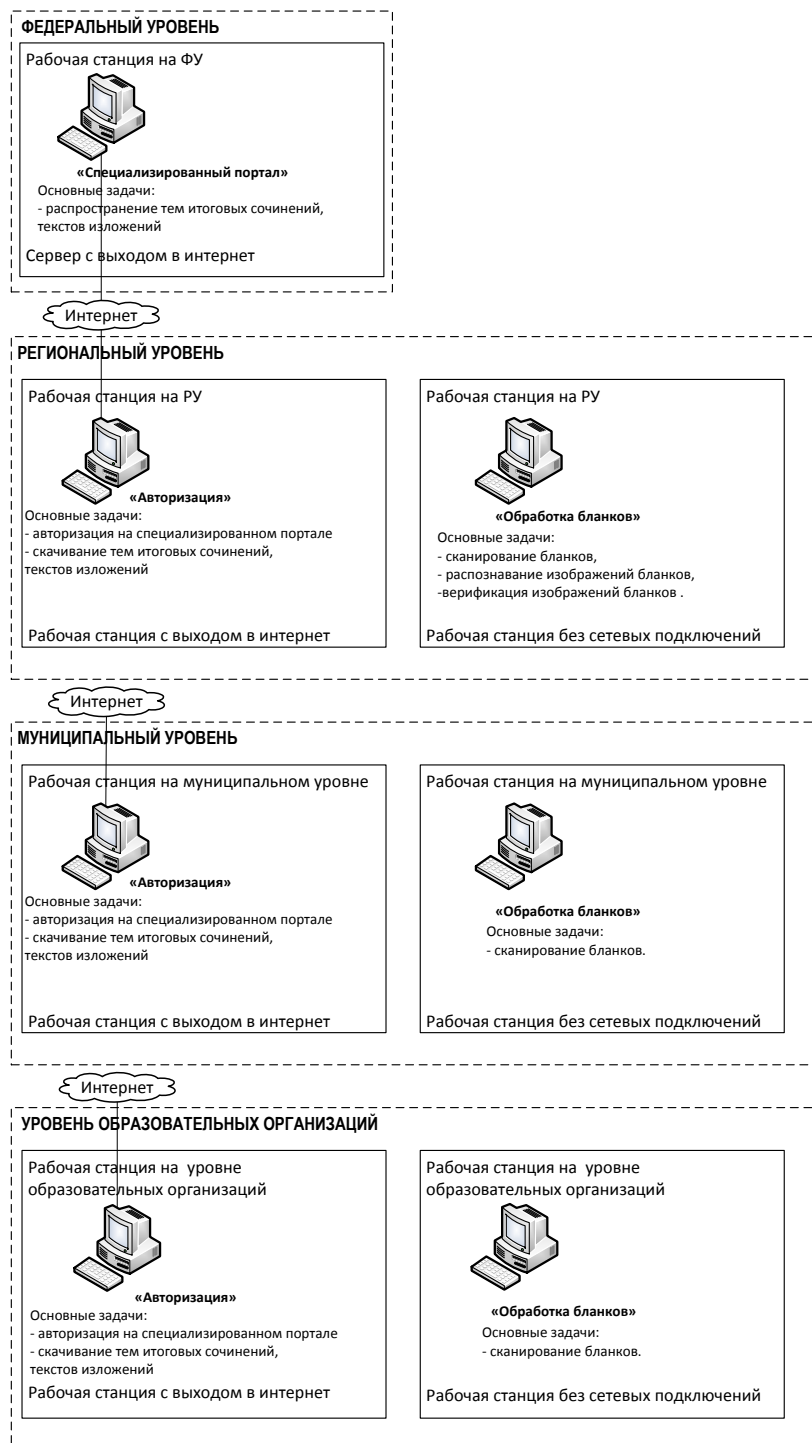 ФЕДЕРАЛЬНЫЙ УРОВЕНЬ
Рабочая станция на ФУ
«Специализированный портал»
Основные задачи:
- распространение тем итоговых сочинений,
текстов изложений
Сервер с выходом в интернет
Интернет
РЕГИОНАЛЬНЫЙ УРОВЕНЬ
Рабочая станция на РУ
«Авторизация»
Основные задачи:
- авторизация на специализированном портале
- скачивание тем итоговых сочинений,
текстов изложений
Рабочая станция с выходом в интернет
Рабочая станция на РУ
«Обработка бланков»
Основные задачи:
- сканирование бланков,
- распознавание изображений бланков,
-верификация изображений бланков .
Рабочая станция без сетевых подключений
Интернет
МУНИЦИПАЛЬНЫЙ УРОВЕНЬ
Рабочая станция на муниципальном уровне
«Авторизация»
Основные задачи:
- авторизация на специализированном портале
- скачивание тем итоговых сочинений,
текстов изложений
Рабочая станция с выходом в интернет
Рабочая станция на муниципальном уровне
«Обработка бланков»
Основные задачи:
- сканирование бланков.
Рабочая станция без сетевых подключений
Интернет
УРОВЕНЬ ОБРАЗОВАТЕЛЬНЫХ ОРГАНИЗАЦИЙ
Рабочая станция на уровне
образовательных организаций
«Авторизация»
Основные задачи:
- авторизация на специализированном портале
- скачивание тем итоговых сочинений,
текстов изложений
Рабочая станция с выходом в интернет
Рабочая станция на уровне
образовательных организаций
«Обработка бланков»
Основные задачи:
- сканирование бланков.
Рабочая станция без сетевых подключений